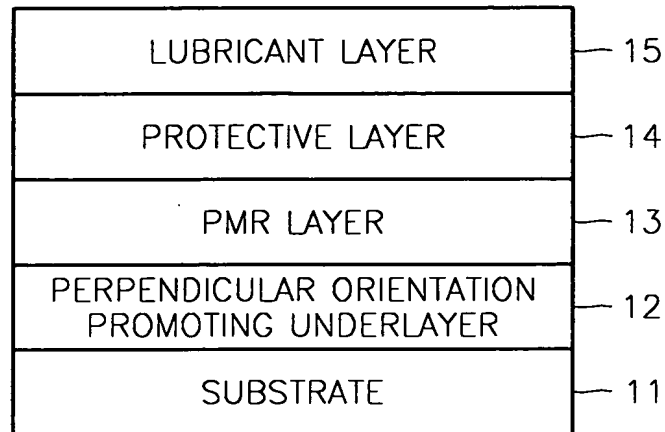 LUBRICANT LAYER 15
PROTECTIVE LAYER 14
PMR LAYER 13
PERPENDICULAR ORIENTATION
PROMOTING UNDERLAYER 12
SUBSTRATE 11